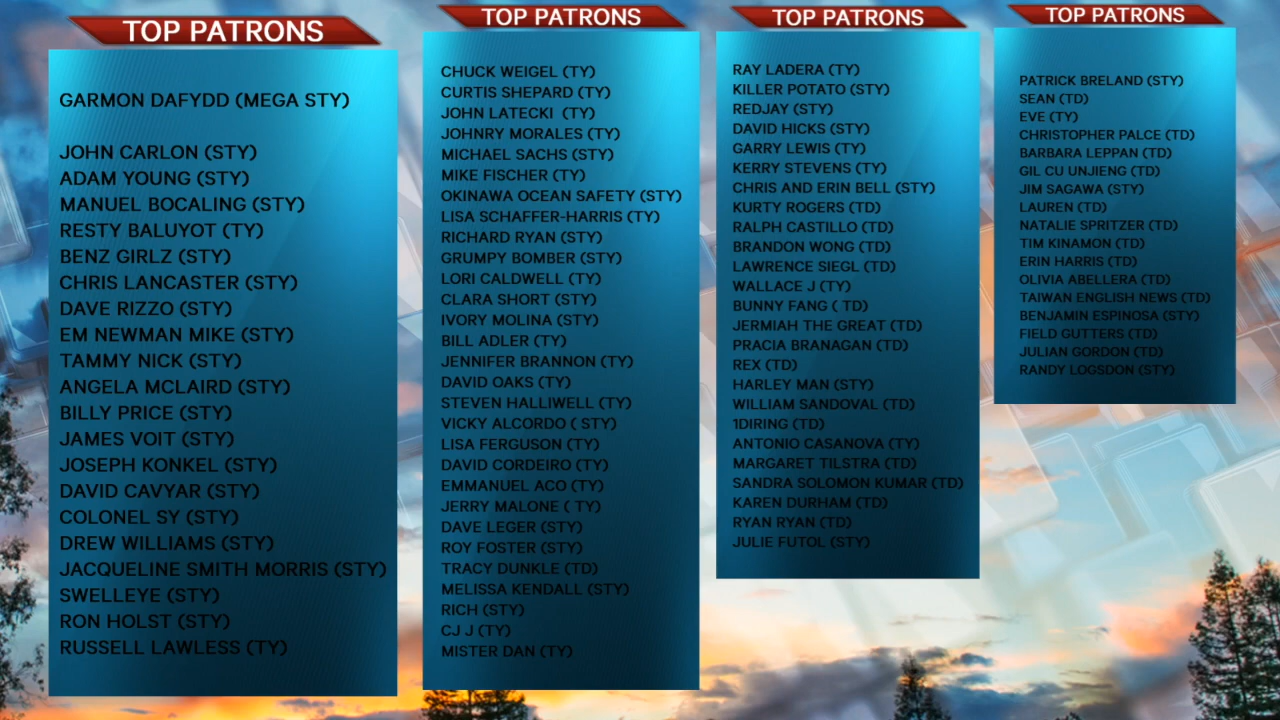 TOP PATRONS
GARMON DAFYDD (MEGA STY)
JOHN CARLON (STY)
ADAM YOUNG (STY)
MANUEL BOCALING (STY)
RESTY BALUYOT (TY)
BENZ GIRLZ (STY)
CHRIS LANCASTER (STY)
DAVE RIZZO (STY)
EM NEWMAN MIKE (STY)
TAMMY NICK (STY)
ANGELA MCLAIRD (STY)
BILLY PRICE (STY)
JAMES VOIT (STY)
JOSEPH KONKEL (STY)
DAVID CAVYAR (STY)
COLONEL SY (STY)
DREW WILLIAMS (STY)
JACQUELINE SMITH MORRIS (STY)
SWELLEYE (STY)
RON HOLST (STY)
RUSSELL LAWLESS (TY)
TOP PATRONS
CHUCK WEIGEL (TY)
CURTIS SHEPARD (TY)
JOHN LATECKI  (TY)
JOHNRY MORALES (TY)
MICHAEL SACHS (STY)
MIKE FISCHER (TY)
OKINAWA OCEAN SAFETY (STY)
LISA SCHAFFER-HARRIS (TY)
RICHARD RYAN (STY)
GRUMPY BOMBER (STY)
LORI CALDWELL (TY)
CLARA SHORT (STY)
IVORY MOLINA (STY)
BILL ADLER (TY)
JENNIFER BRANNON (TY)
DAVID OAKS (TY)
STEVEN HALLIWELL (TY)
VICKY ALCORDO ( STY)
LISA FERGUSON (TY)
DAVID CORDEIRO (TY)
EMMANUEL ACO (TY)
JERRY MALONE ( TY)
DAVE LEGER (STY)
ROY FOSTER (STY)
TRACY DUNKLE (TD)
MELISSA KENDALL (STY)
RICH (STY)
CJ J (TY)
MISTER DAN (TY)
TOP PATRONS
RAY LADERA (TY)
KILLER POTATO (STY)
REDJAY (STY)
DAVID HICKS (STY)
GARRY LEWIS (TY)
KERRY STEVENS (TY)
CHRIS AND ERIN BELL (STY)
KURTY ROGERS (TD)
RALPH CASTILLO (TD)
BRANDON WONG (TD)
LAWRENCE SIEGL (TD)
WALLACE J (TY)
BUNNY FANG ( TD)
JERMIAH THE GREAT (TD)
PRACIA BRANAGAN (TD)
REX (TD)
HARLEY MAN (STY)
WILLIAM SANDOVAL (TD)
1DIRING (TD)
ANTONIO CASANOVA (TY)
MARGARET TILSTRA (TD)
SANDRA SOLOMON KUMAR (TD)
KAREN DURHAM (TD)
RYAN RYAN (TD)
JULIE FUTOL (STY)
TOP PATRONS
PATRICK BRELAND (STY)
SEAN (TD)
EVE (TY)
CHRISTOPHER PALCE (TD)
BARBARA LEPPAN (TD)
GIL CU UNJIENG (TD)
JIM SAGAWA (STY)
LAUREN (TD)
NATALIE SPRITZER (TD)
TIM KINAMON (TD)
ERIN HARRIS (TD)
OLIVIA ABELLERA (TD)
TAIWAN ENGLISH NEWS (TD)
BENJAMIN ESPINOSA (STY)
FIELD GUTTERS (TD)
JULIAN GORDON (TD)
RANDY LOGSDON (STY)